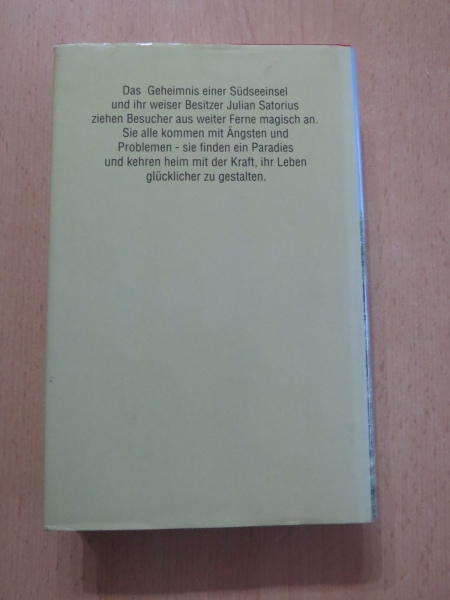 Das Geheimnis einer Südseeinsel
und ihr weiser Besitzer Julian Satorius
ziehen Besucher aus weiter Ferne magisch an.
Sie alle kommen mit Ängsten und
Problemen - sie finden ein Paradies
und kehren heim mit der Kraft, ihr Leben
glücklicher zu gestalten.